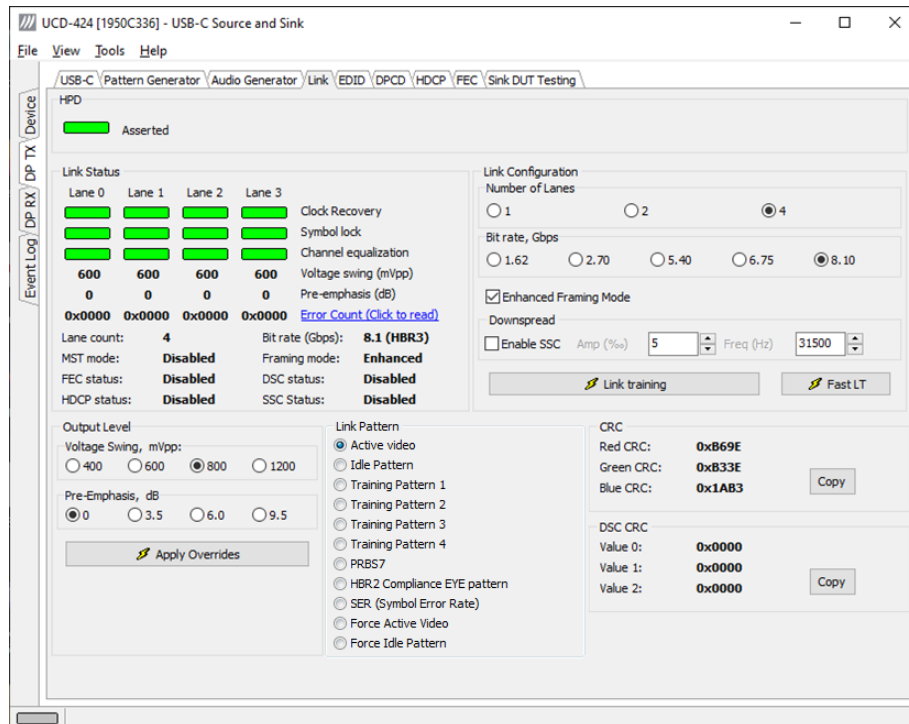 UCD-424 [1950C336] - USB-C Source and Sink
File View Tools Help
USB-C Pattern Generator Audio Generator Link EDID DPCD HDCP FEC Sink DUT Testing
Device
DP TX
DP RX
Event Log
HPD
Asserted
Link Status
Lane 0 Lane 1 Lane 2 Lane 3
Clock Recovery
Symbol lock
Channel equalization
600 600 600 600 Voltage swing (mVpp)
0 0 0 0 Pre-emphasis (dB)
0x0000 0x0000 0x0000 0x0000 Error Count (Click to read)
Lane count: 4 Bit rate (Gbps): 8.1 (HBR3)
MST mode: Disabled Framing mode: Enhanced
FEC status: Disabled DSC status: Disabled
HDCP status: Disabled SSC Status: Disabled
Link Configuration
Number of Lanes
1 2 4
Bit rate, Gbps
1.62 2.70 5.40 6.75 8.10
Enhanced Framing Mode
Downspread
Enable SSC Amp (‰) 5 Freq (Hz) 31500
Link training Fast LT
Output Level
Voltage Swing, mVpp:
400 600 800 1200
Pre-Emphasis, dB
0 3.5 6.0 9.5
Apply Overrides
Link Pattern
Active video
Idle Pattern
Training Pattern 1
Training Pattern 2
Training Pattern 3
Training Pattern 4
PRBS7
HBR2 Compliance EYE pattern
SER (Symbol Error Rate)
Force Active Video
Force Idle Pattern
CRC
Red CRC: 0xB69E
Green CRC: 0xB33E
Blue CRC: 0x1AB3
Copy
DSC CRC
Value 0: 0x0000
Value 1: 0x0000
Value 2: 0x0000
Copy